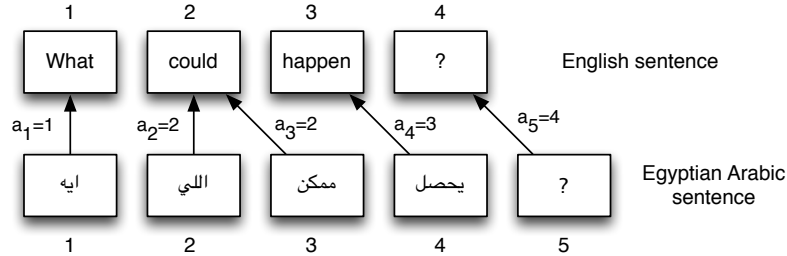 1 2 3 4
What could happen ? English sentence
a1=1 a2=2 a3=2 a4=3 a5=4
ايه اللي ممكن يحصل ? Egyptian Arabic sentence
1 2 3 4 5